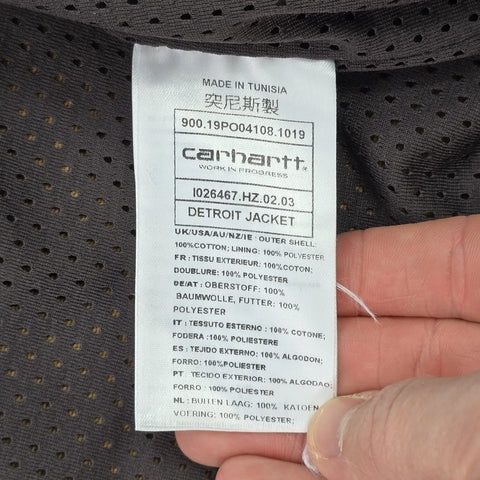 MADE IN TUNISIA
突尼斯製
900.19PO04108.1019
carhartt
WORK IN PROGRESS
I026467.HZ.02.03
DETROIT JACKET
UK/USA/AU/NZ/IE : OUTER SHELL:
100%COTTON; LINING: 100% POLYESTER
FR : TISSU EXTERIEUR: 100%COTON;
DOUBLURE: 100% POLYESTER
DE/AT : OBERSTOFF: 100%
BAUMWOLLE, FUTTER: 100%
POLYESTER
IT : TESSUTO ESTERNO : 100% COTONE;
FODERA :100% POLIESTERE
ES : TEJIDO EXTERIOR: 100% ALGODON;
FORRO: 100%POLIESTER
PT : TECIDO EXTERIOR: 100% ALGODAO;
FORRO : 100% POLIESTER
NL : BUITEN LAAG: 100% KATOEN
VOERING: 100% POLYESTER;